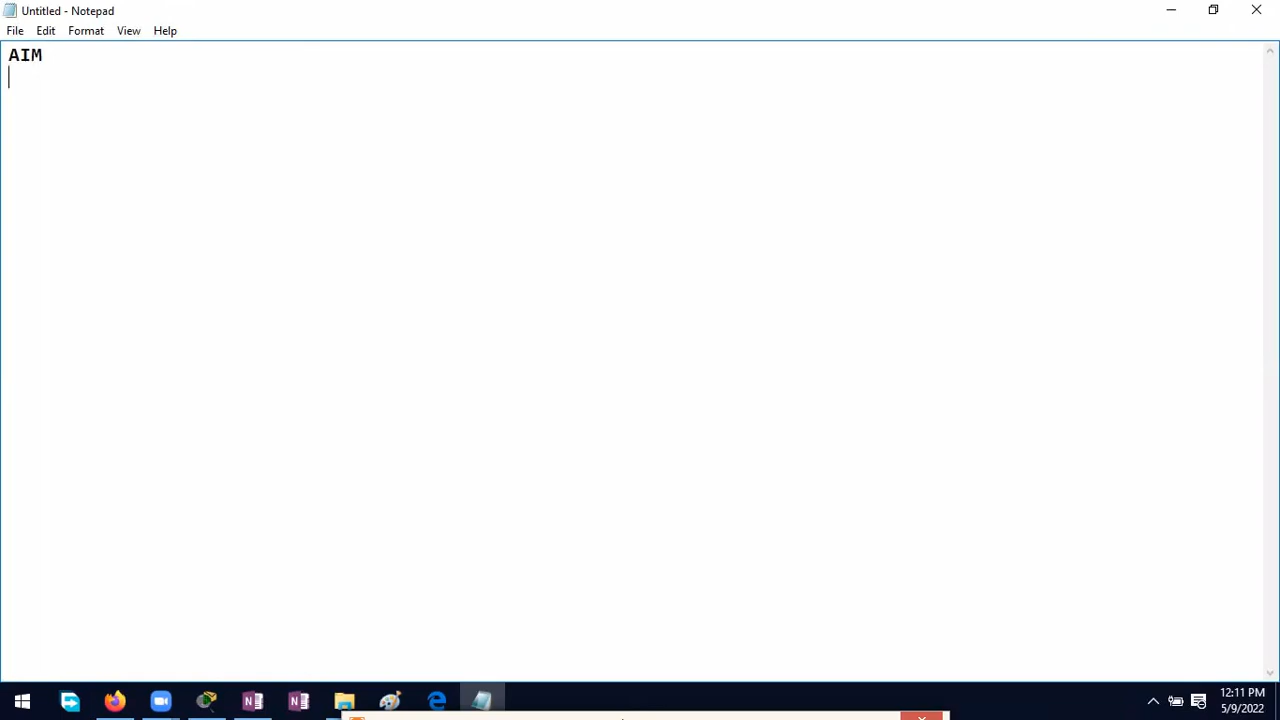 Untitled - Notepad
File Edit Format View Help
AIM
12:11 PM
5/9/2022